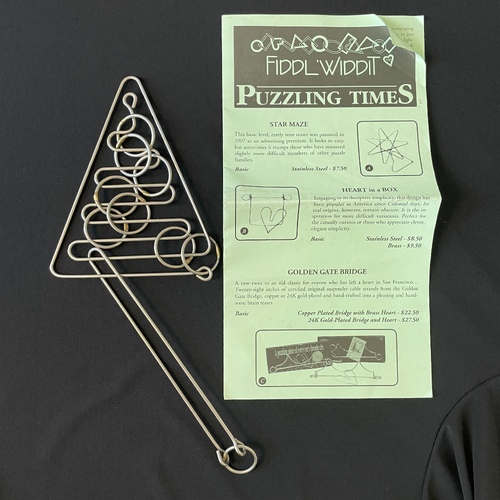 FIDDL'WIDDIT
PUZZLING TIMES
STAR MAZE
This basic level, rarely seen teaser was patented in
1907 as an advertising premium. It looks so easy,
but sometimes it stumps those who have mastered
slightly more difficult members of other puzzle
families.
Basic Stainless Steel - $7.50
A
HEART in a BOX
Engaging in its deceptive simplicity, this design has
been popular in America since Colonial days; its
real origins, however, remain obscure. It is the in-
spiration for more difficult variations. Perfect for
the casually curious or those who appreciate clever,
elegant simplicity.
B
Basic Stainless Steel - $8.50
Brass - $9.50
GOLDEN GATE BRIDGE
A new twist to an old classic for anyone who has left a heart in San Francisco...
Twenty-eight inches of certified original suspender cable strands from the Golden
Gate Bridge, copper or 24K gold-plated and hand-crafted into a pleasing and hand-
some brain teaser.
Basic Copper Plated Bridge with Brass Heart - $22.50
24K Gold-Plated Bridge and Heart - $27.50
C